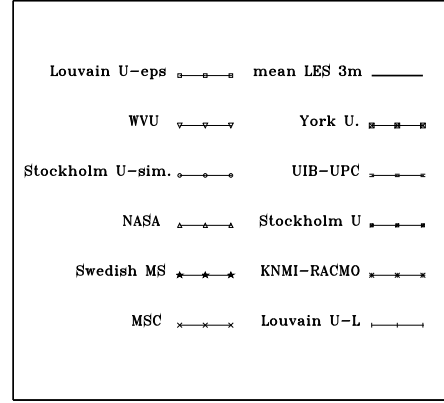 Louvain U-eps mean LES 3m
WVU York U.
Stockholm U-sim. UIB-UPC
NASA Stockholm U
Swedish MS KNMI-RACMO
MSC Louvain U-L